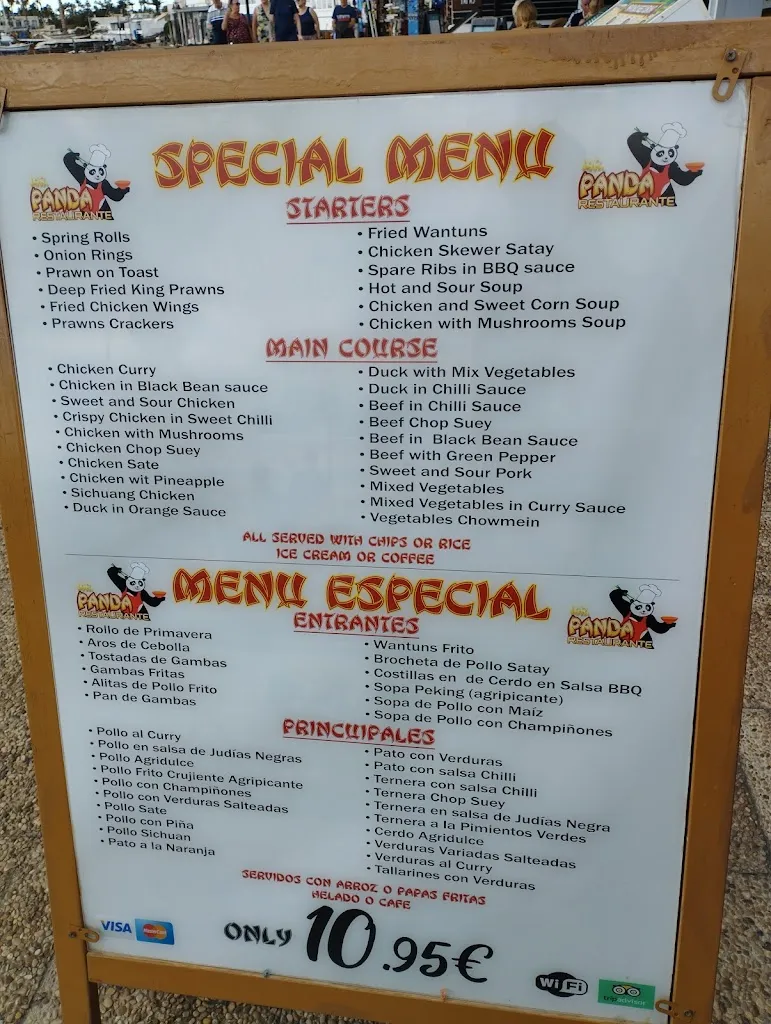 SPECIAL MENU
PANDA
RESTAURANTE
PANDA
RESTAURANTE
STARTERS
• Spring Rolls
• Onion Rings
• Prawn on Toast
• Deep Fried King Prawns
• Fried Chicken Wings
• Prawns Crackers
• Fried Wantuns
• Chicken Skewer Satay
• Spare Ribs in BBQ sauce
• Hot and Sour Soup
• Chicken and Sweet Corn Soup
• Chicken with Mushrooms Soup
MAIN COURSE
• Chicken Curry
• Chicken in Black Bean sauce
• Sweet and Sour Chicken
• Crispy Chicken in Sweet Chilli
• Chicken with Mushrooms
• Chicken Chop Suey
• Chicken Sate
• Chicken wit Pineapple
• Sichuang Chicken
• Duck in Orange Sauce
• Duck with Mix Vegetables
• Duck in Chilli Sauce
• Beef in Chilli Sauce
• Beef Chop Suey
• Beef in Black Bean Sauce
• Beef with Green Pepper
• Sweet and Sour Pork
• Mixed Vegetables
• Mixed Vegetables in Curry Sauce
• Vegetables Chowmein
ALL SERVED WITH CHIPS OR RICE
ICE CREAM OR COFFEE
PANDA
RESTAURANTE
MENU ESPECIAL
PANDA
RESTAURANTE
ENTRANTES
• Rollo de Primavera
• Aros de Cebolla
• Tostadas de Gambas
• Gambas Fritas
• Alitas de Pollo Frito
• Pan de Gambas
• Wantuns Frito
• Brocheta de Pollo Satay
• Costillas en de Cerdo en Salsa BBQ
• Sopa Peking (agripicante)
• Sopa de Pollo con Maíz
• Sopa de Pollo con Champiñones
PRINCUIPALES
• Pollo al Curry
• Pollo en salsa de Judías Negras
• Pollo Agridulce
• Pollo Frito Crujiente Agripicante
• Pollo con Champiñones
• Pollo con Verduras Salteadas
• Pollo Sate
• Pollo con Piña
• Pollo Sichuan
• Pato a la Naranja
• Pato con Verduras
• Pato con salsa Chilli
• Ternera con salsa Chilli
• Ternera Chop Suey
• Ternera en salsa de Judías Negra
• Ternera a la Pimientos Verdes
• Cerdo Agridulce
• Verduras Variadas Salteadas
• Verduras al Curry
• Tallarines con Verduras
SERVIDOS CON ARROZ O PAPAS FRITAS
HELADO O CAFE
VISA
MasterCard
ONLY 10.95€
WiFi
tripadvisor